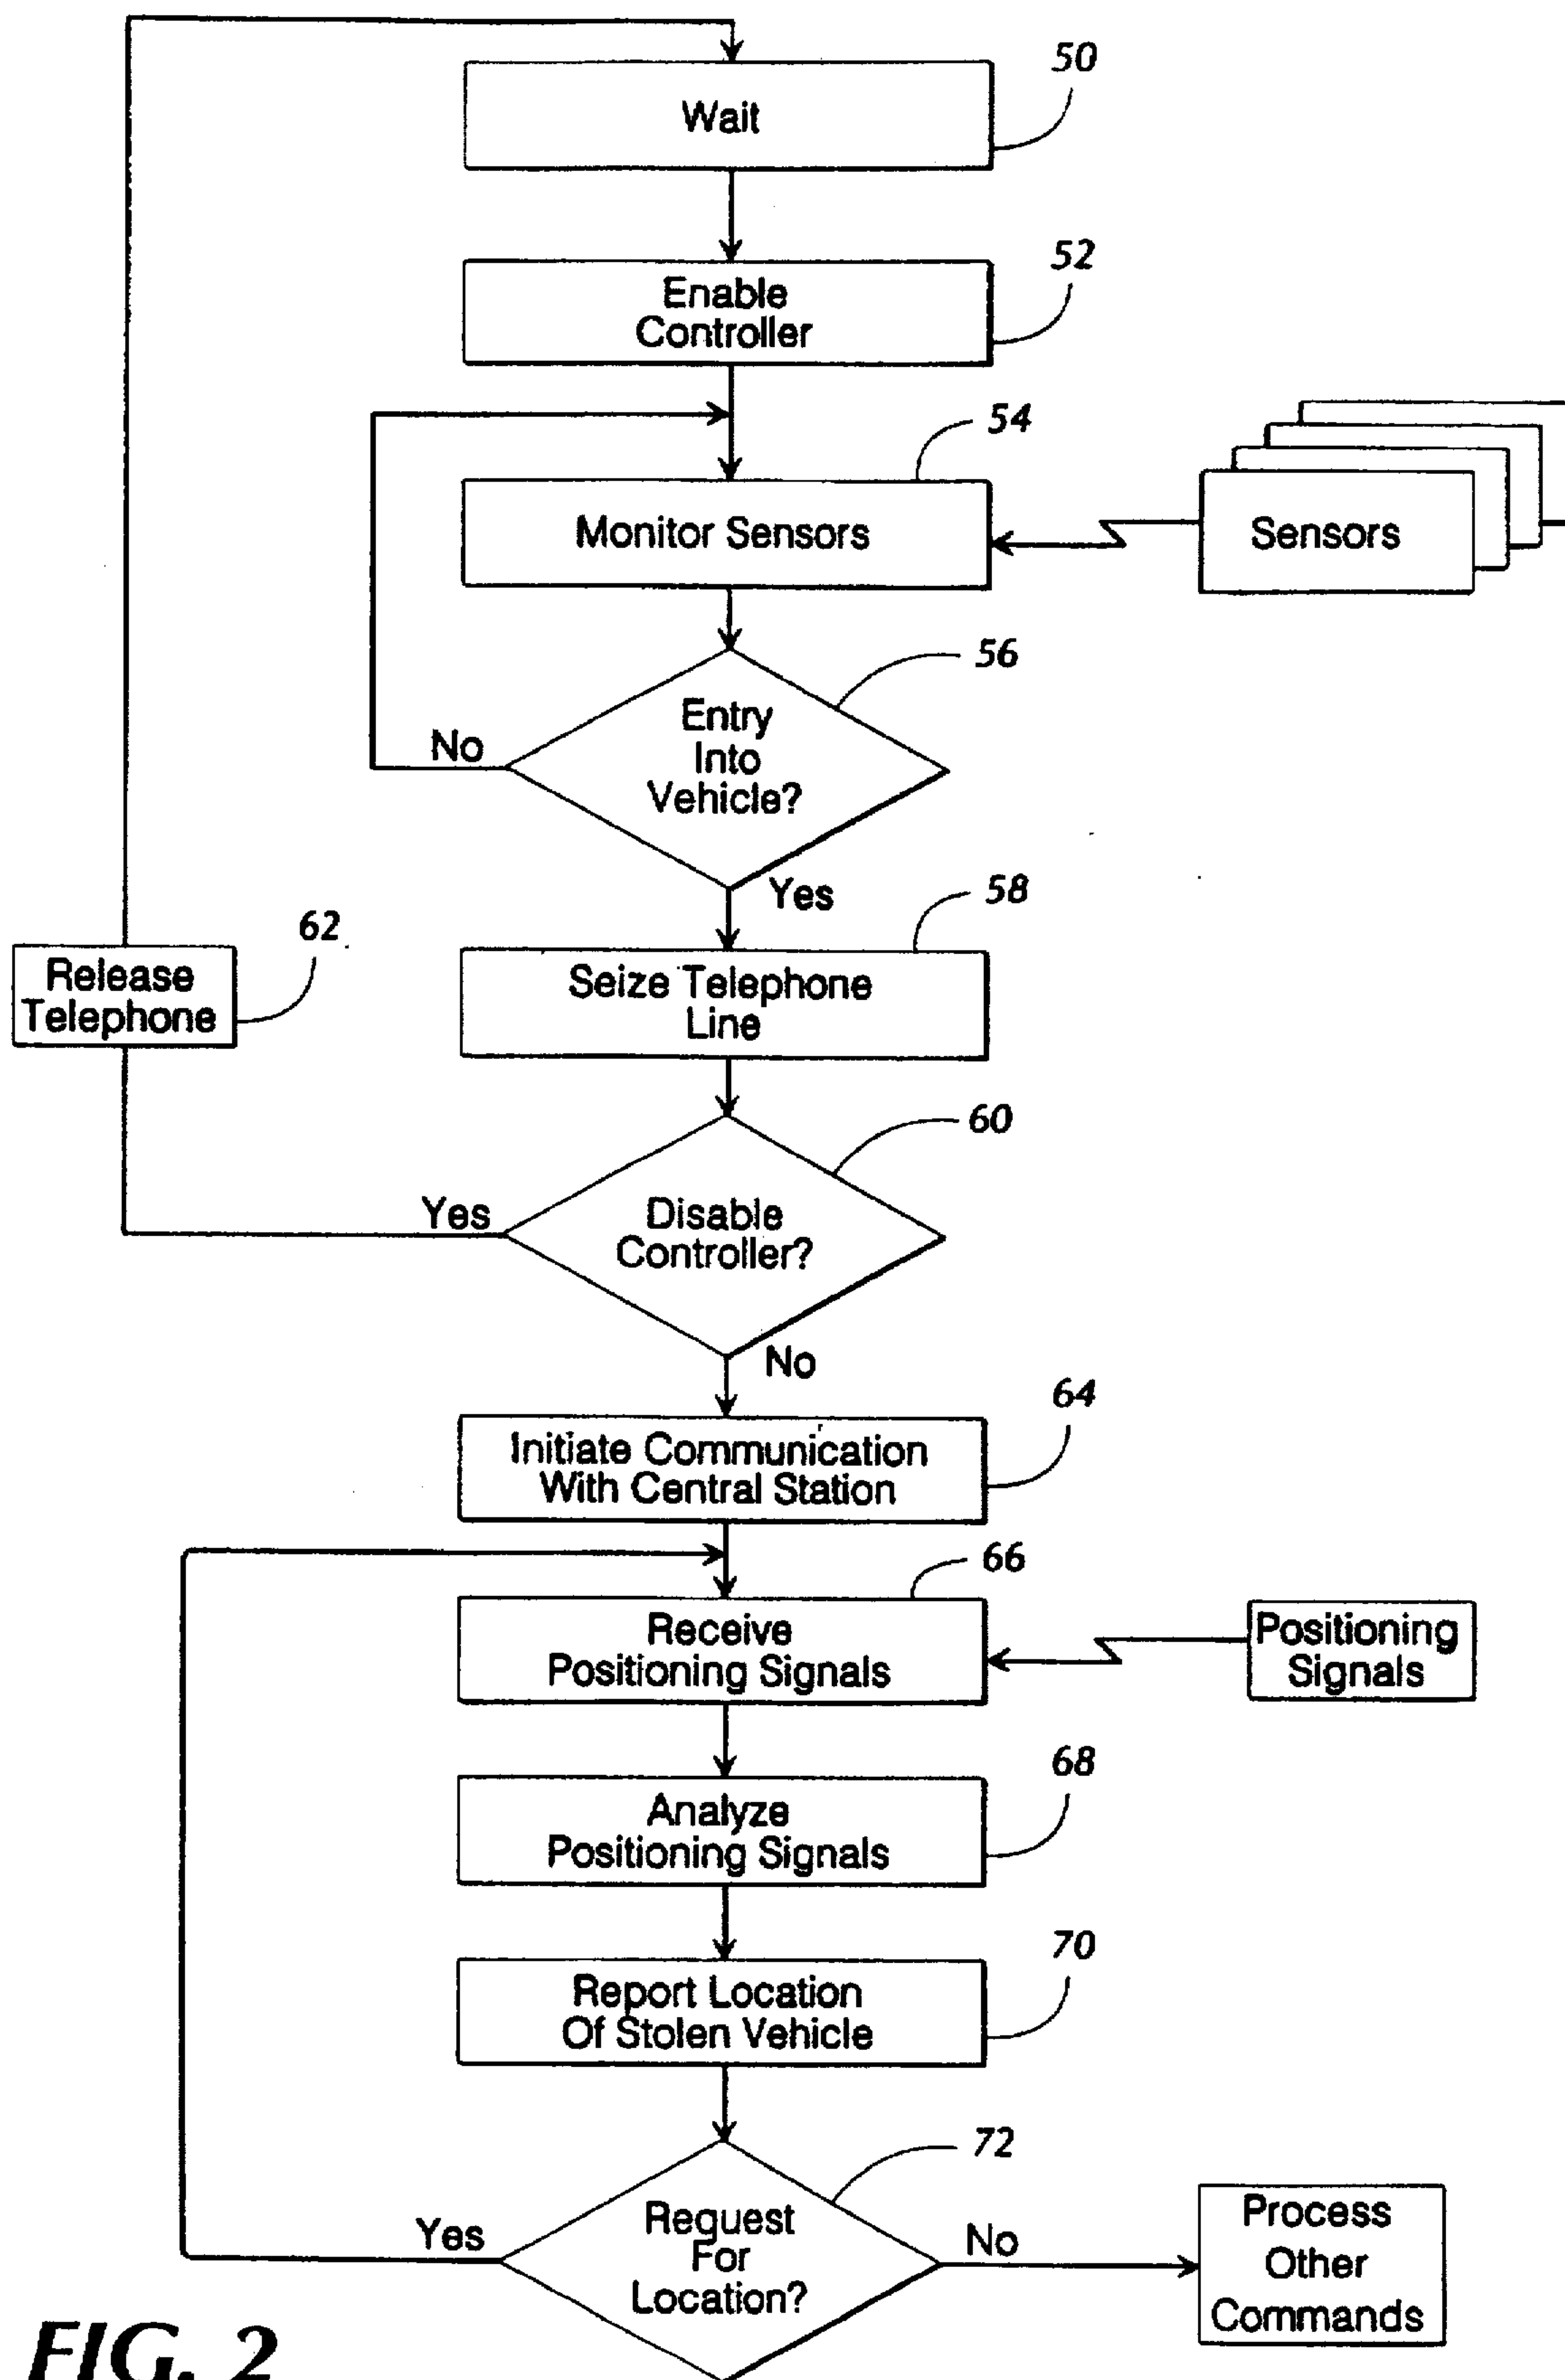 50
Wait
52
Enable
Controller
54
Monitor Sensors
Sensors
56
Entry
Into
Vehicle?
No
Yes
58
62
Release
Telephone
Seize Telephone
Line
60
Yes
Disable
Controller?
No
64
Initiate Communication
With Central Station
66
Receive
Positioning Signals
Positioning
Signals
68
Analyze
Positioning Signals
70
Report Location
Of Stolen Vehicle
72
Yes
Request
For
Location?
No
Process
Other
Commands
FIG. 2